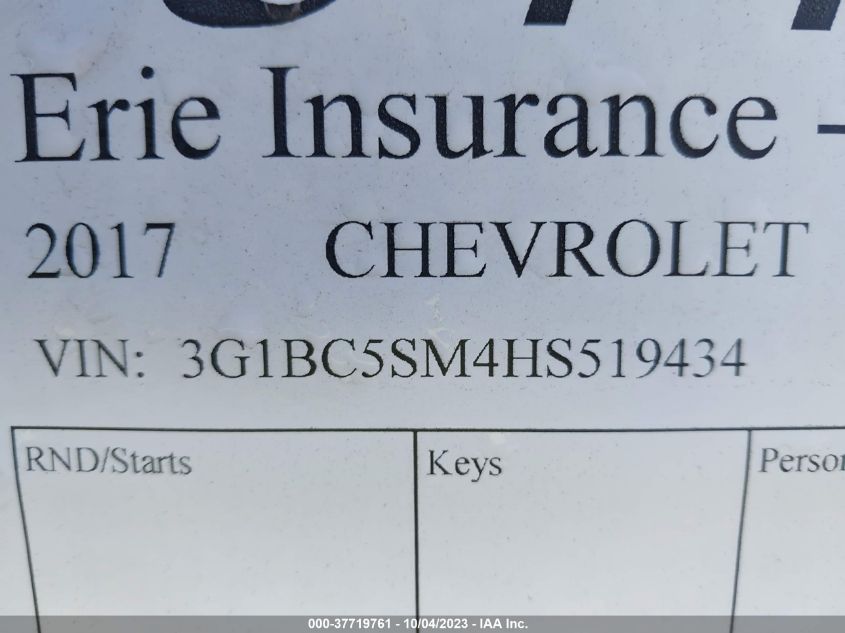 Erie Insurance -
2017 CHEVROLET
VIN: 3G1BC5SM4HS519434
RND/Starts Keys
000-37719761 - 10/04/2023 - IAA Inc.